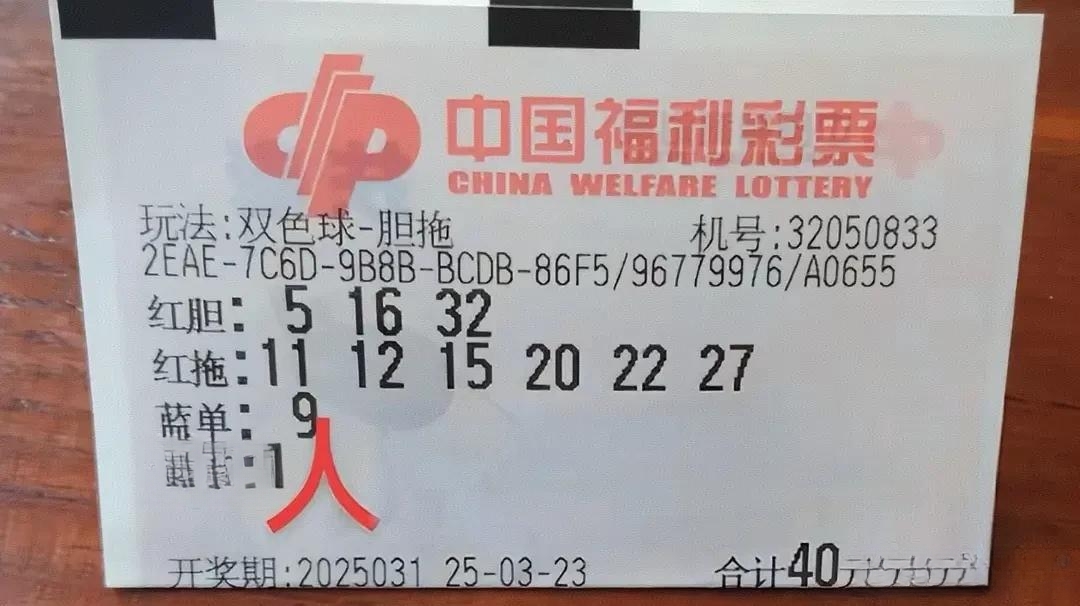 中国福利彩票
CHINA WELFARE LOTTERY
玩法:双色球-胆拖 机号:32050833
2EAE-7C6D-9B8B-BCDB-86F5/96779976/A0655
红胆: 5 16 32
红拖:11 12 15 20 22 27
蓝单: 9
:1
人
开奖期:2025031 25-03-23 合计40元